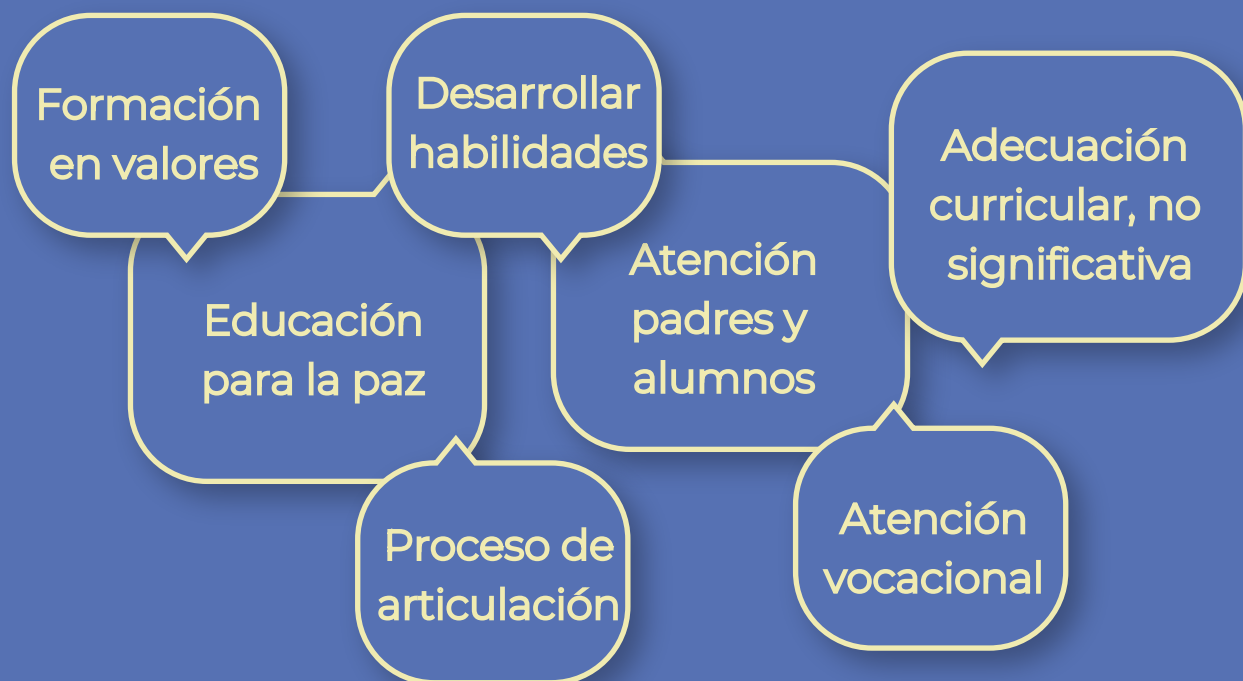 Formación
en valores
Desarrollar
habilidades
Adecuación
curricular, no
significativa
Educación
para la paz
Atención
padres y
alumnos
Proceso de
articulación
Atención
vocacional